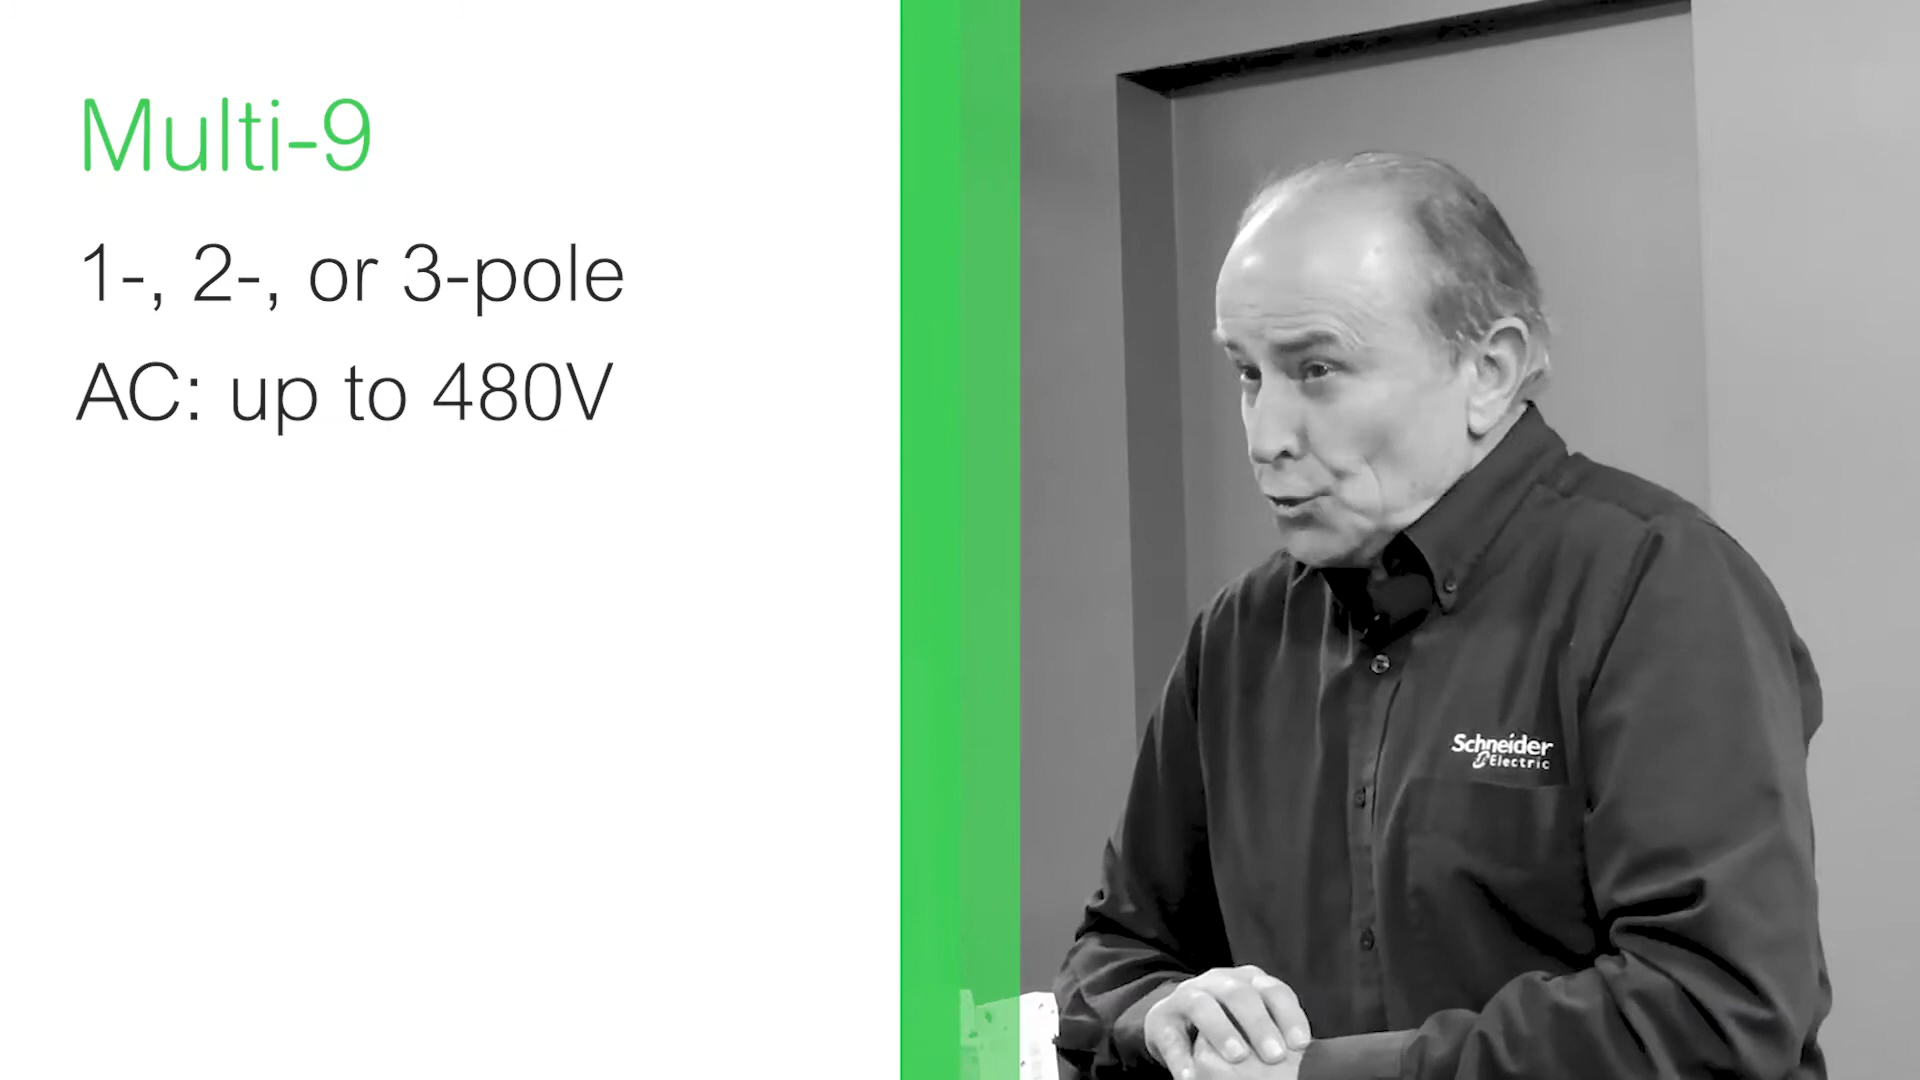 Multi-9
1-, 2-, or 3-pole
AC: up to 480V
Schneider
Electric